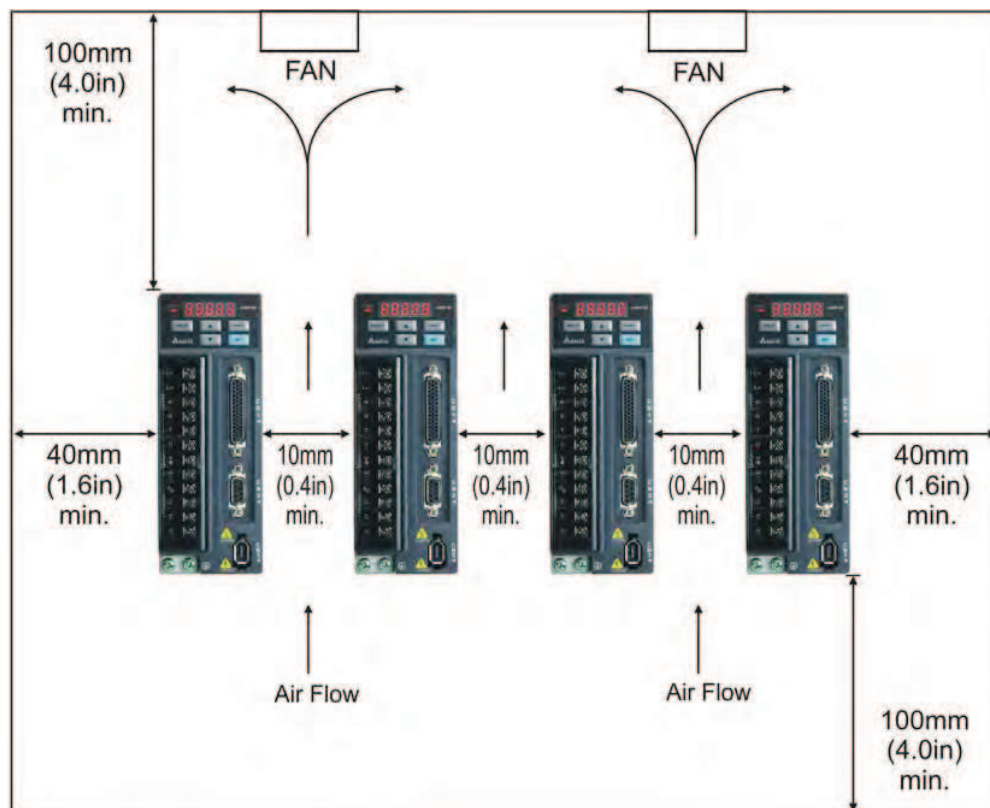 FAN
FAN
100mm
(4.0in)
min.
40mm
(1.6in)
min.
10mm
(0.4in)
min.
10mm
(0.4in)
min.
10mm
(0.4in)
min.
40mm
(1.6in)
min.
Air Flow
Air Flow
100mm
(4.0in)
min.